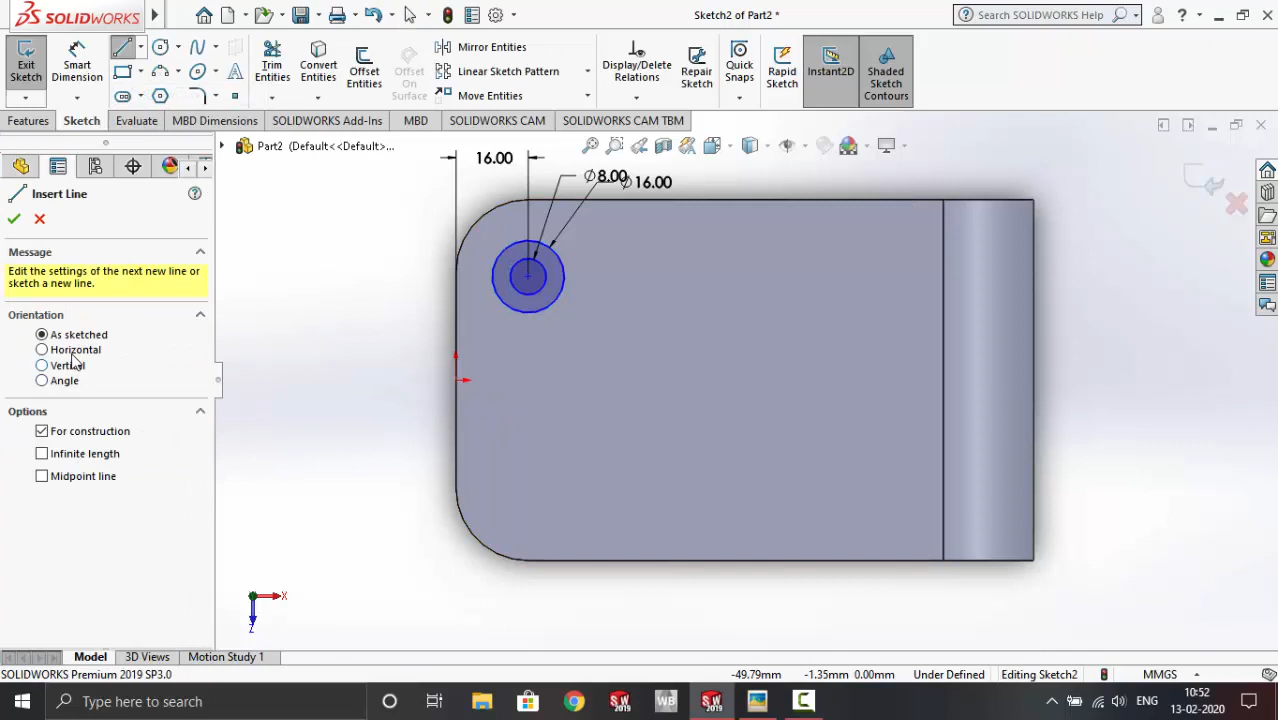 SOLIDWORKS
Sketch2 of Part2 *
Search SOLIDWORKS Help
?
Exit Sketch
Smart Dimension
Trim Entities
Convert Entities
Offset Entities
Offset On Surface
Mirror Entities
Linear Sketch Pattern
Move Entities
Display/Delete Relations
Repair Sketch
Quick Snaps
Rapid Sketch
Instant2D
Shaded Sketch Contours
Features
Sketch
Evaluate
MBD Dimensions
SOLIDWORKS Add-Ins
MBD
SOLIDWORKS CAM
SOLIDWORKS CAM TBM
Part2 (Default<<Default>...
Insert Line
?
Message
Edit the settings of the next new line or
sketch a new line.
Orientation
As sketched
Horizontal
Vertical
Angle
Options
For construction
Infinite length
Midpoint line
16.00
Ø8.00
Ø16.00
X
Z
Model
3D Views
Motion Study 1
SOLIDWORKS Premium 2019 SP3.0
-49.79mm
-1.35mm 0.00mm
Under Defined
Editing Sketch2
MMGS
Type here to search
SW
2019
WB
SW
2019
C
ENG
10:52
13-02-2020